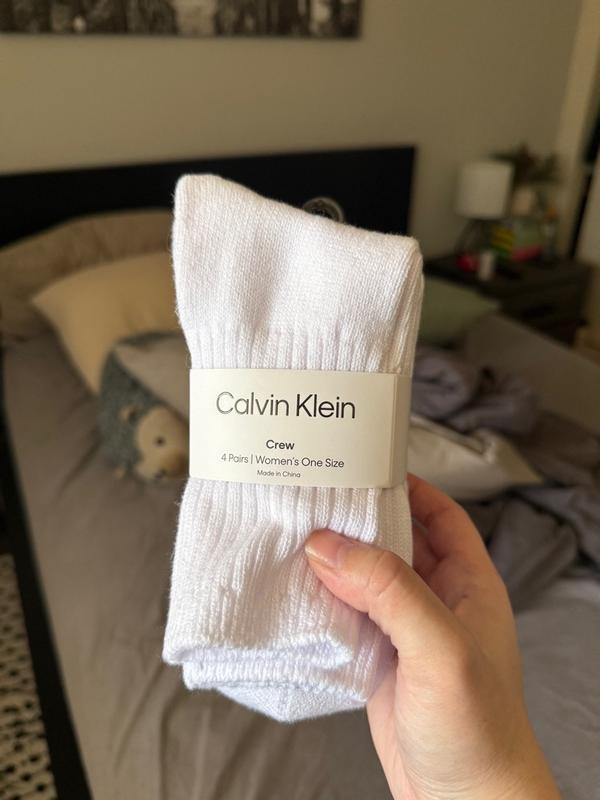 Calvin Klein
Crew
4 Pairs | Women's One Size
Made in China